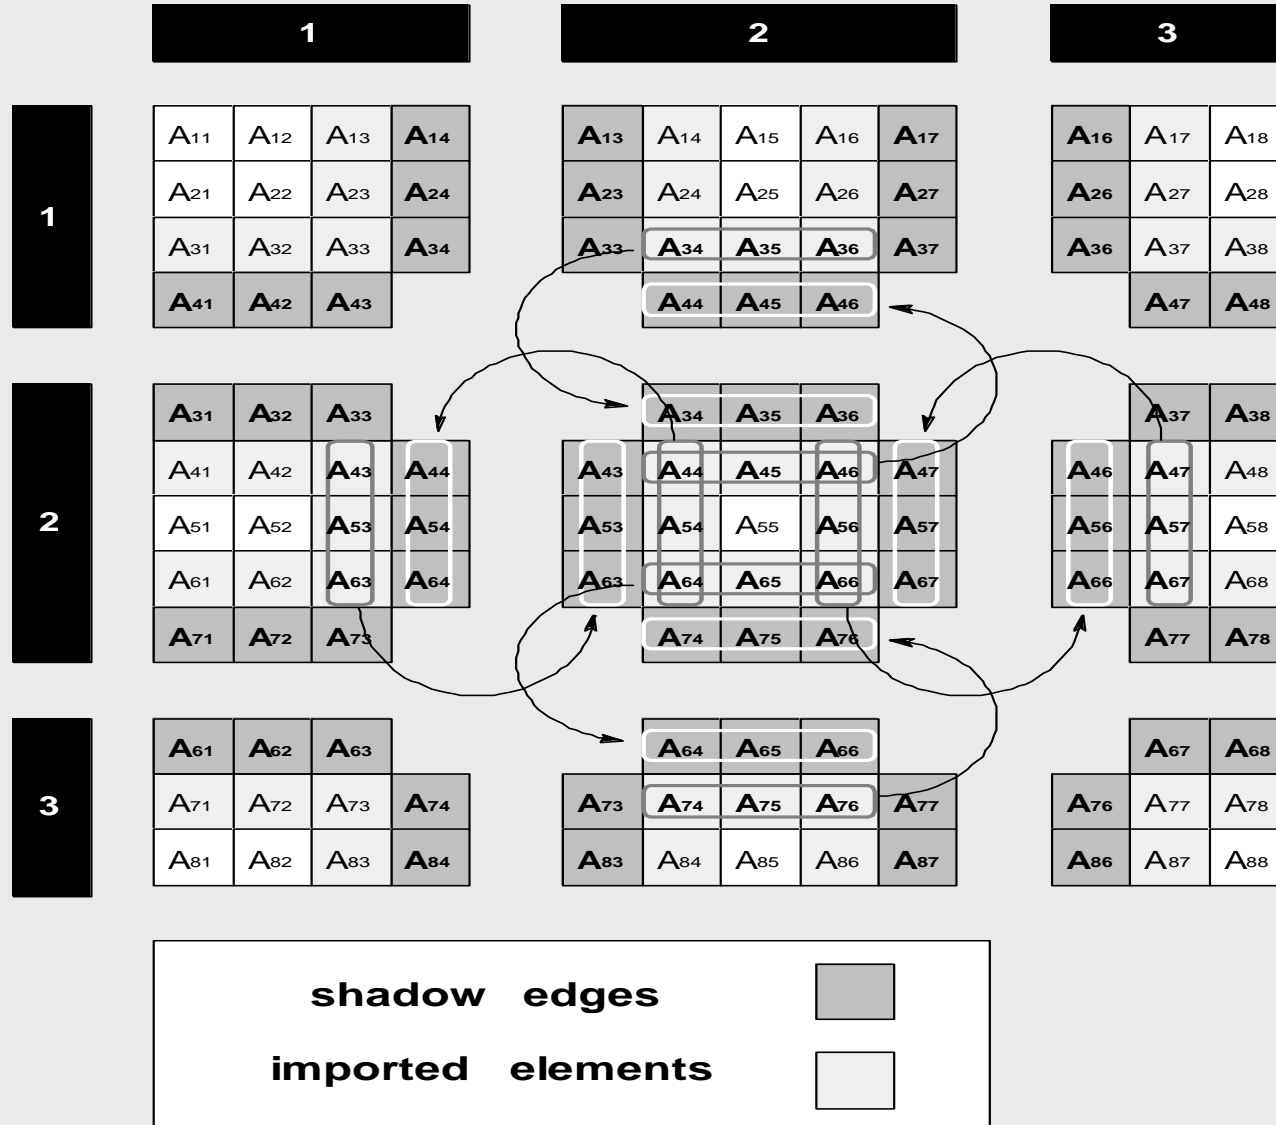 1 2 3
A11 A12 A13 A14 A13 A14 A15 A16 A17 A16 A17 A18
1 A21 A22 A23 A24 A23 A24 A25 A26 A27 A26 A27 A28
A31 A32 A33 A34 A33 A34 A35 A36 A37 A36 A37 A38
A41 A42 A43 A44 A45 A46 A47 A48
A31 A32 A33 A34 A35 A36 A37 A38
A41 A42 A43 A44 A43 A44 A45 A46 A47 A46 A47 A48
2 A51 A52 A53 A54 A53 A54 A55 A56 A57 A56 A57 A58
A61 A62 A63 A64 A63 A64 A65 A66 A67 A66 A67 A68
A71 A72 A73 A74 A75 A76 A77 A78
A61 A62 A63 A64 A65 A66 A67 A68
3 A71 A72 A73 A74 A73 A74 A75 A76 A77 A76 A77 A78
A81 A82 A83 A84 A83 A84 A85 A86 A87 A86 A87 A88
shadow edges
imported elements